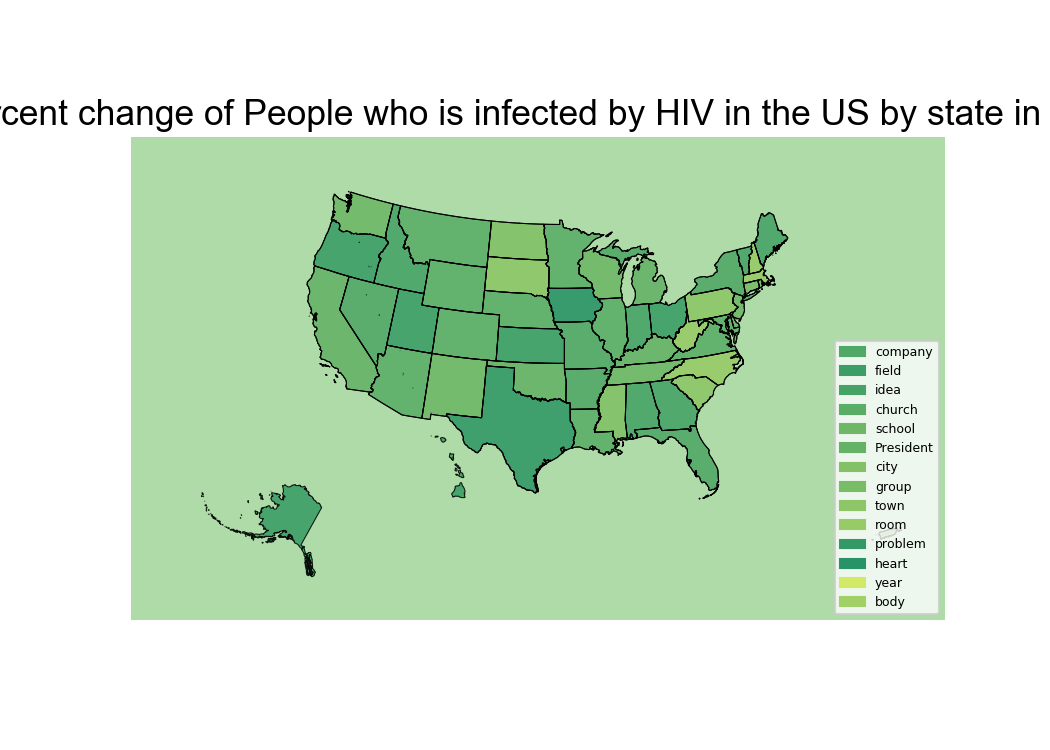 rcent change of People who is infected by HIV in the US by state in
company
field
idea
church
school
President
city
group
town
room
problem
heart
year
body